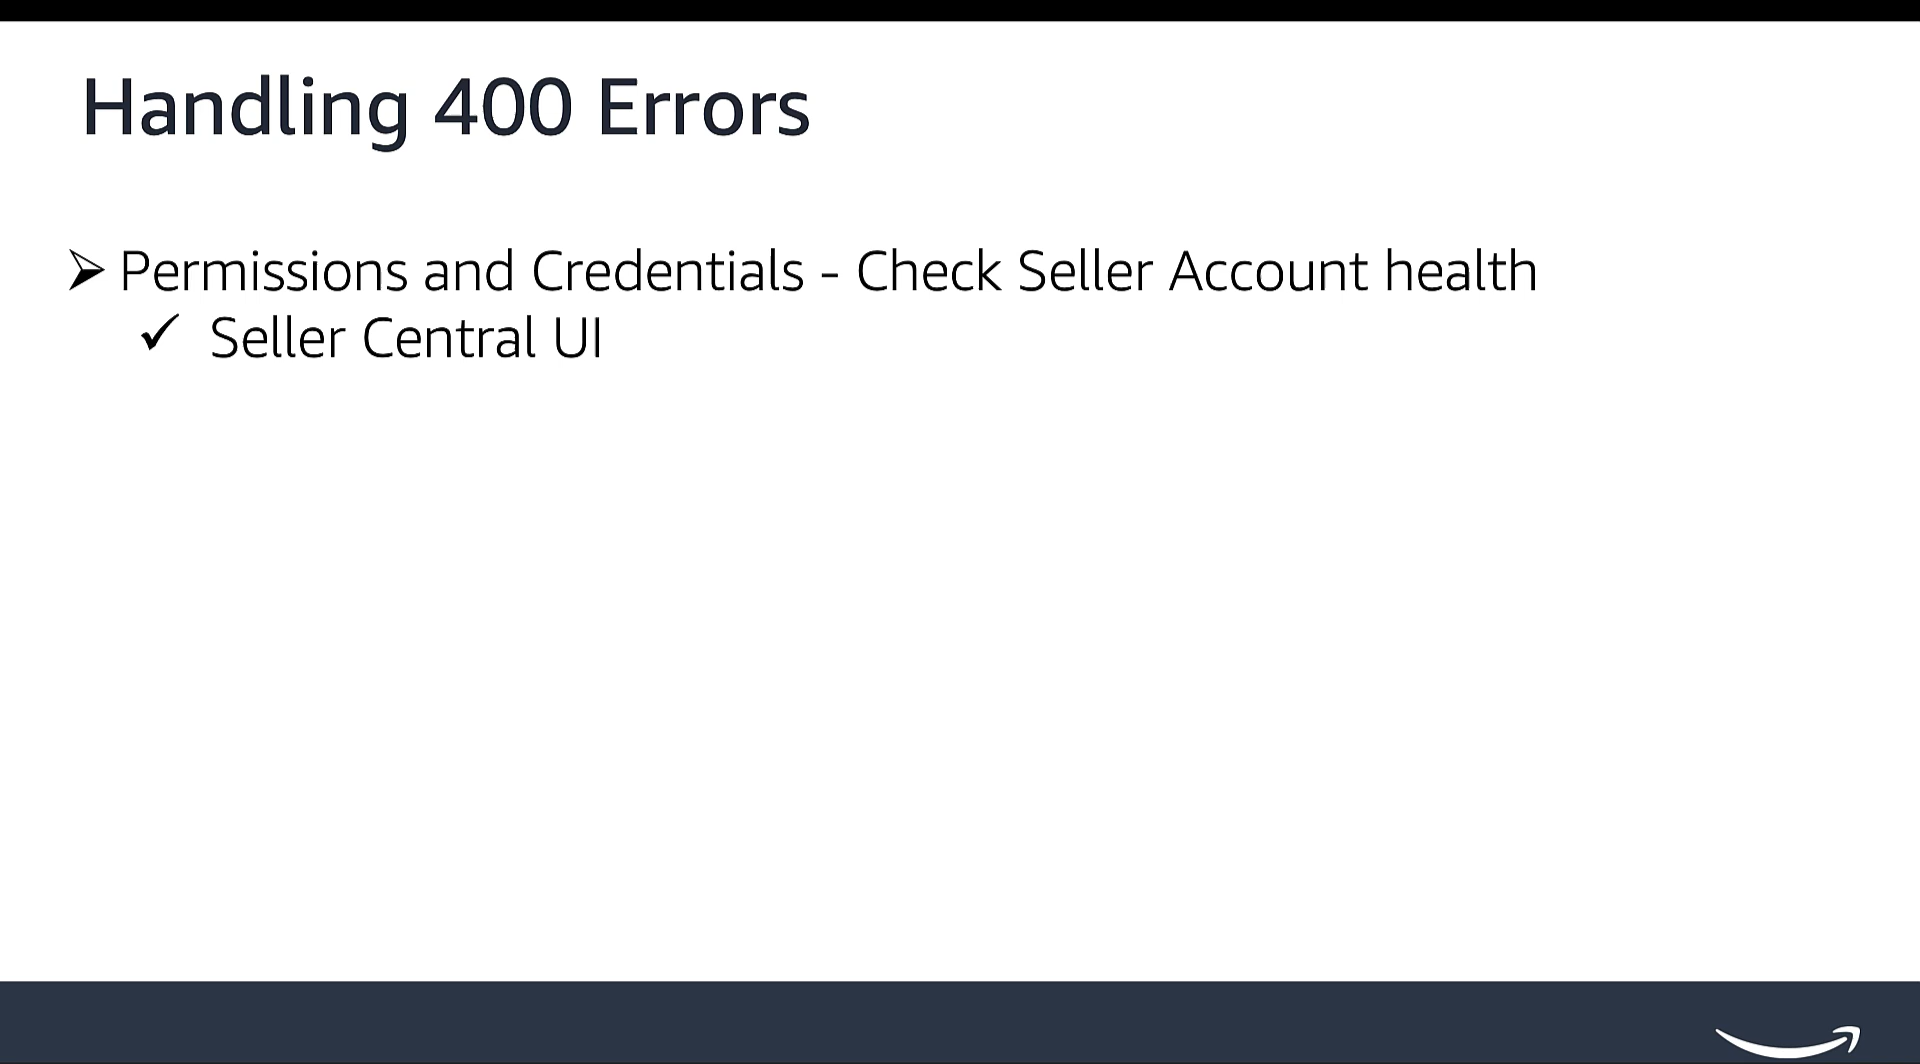 Handling 400 Errors
➢ Permissions and Credentials - Check Seller Account health
✓ Seller Central UI